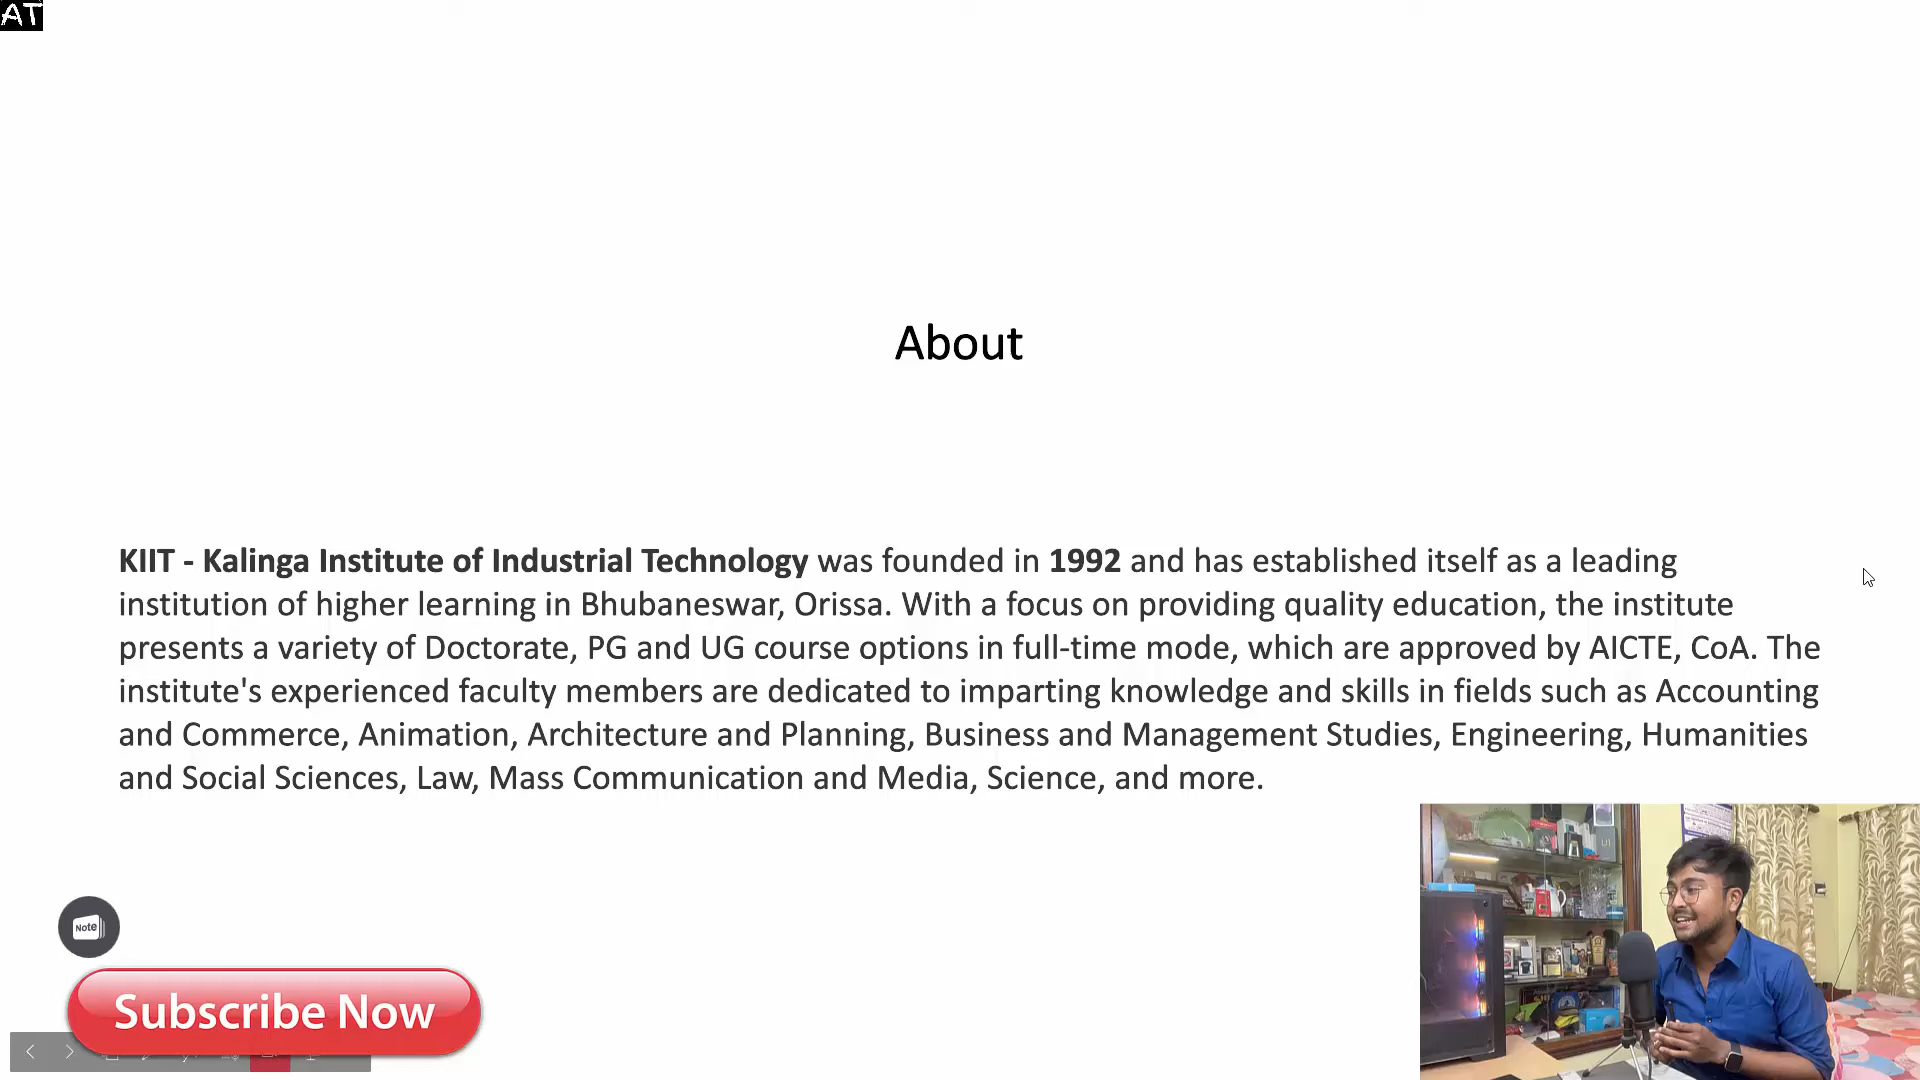 AT
About
KIIT - Kalinga Institute of Industrial Technology was founded in 1992 and has established itself as a leading
institution of higher learning in Bhubaneswar, Orissa. With a focus on providing quality education, the institute
presents a variety of Doctorate, PG and UG course options in full-time mode, which are approved by AICTE, CoA. The
institute's experienced faculty members are dedicated to imparting knowledge and skills in fields such as Accounting
and Commerce, Animation, Architecture and Planning, Business and Management Studies, Engineering, Humanities
and Social Sciences, Law, Mass Communication and Media, Science, and more.
Note
Subscribe Now